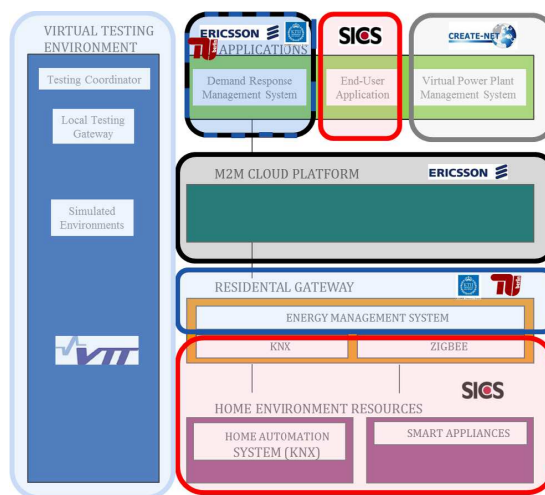 VIRTUAL TESTING
ENVIRONMENT
Testing Coordinator
Local Testing
Gateway
Simulated
Environments
VTT
ERICSSON
APPLICATIONS
Demand Response
Management System
SICS
End-User
Application
CREATE-NET
Virtual Power Plant
Management System
M2M CLOUD PLATFORM
ERICSSON
RESIDENTAL GATEWAY
ENERGY MANAGEMENT SYSTEM
KNX
ZIGBEE
SICS
HOME ENVIRONMENT RESOURCES
HOME AUTOMATION
SYSTEM (KNX)
SMART APPLIANCES